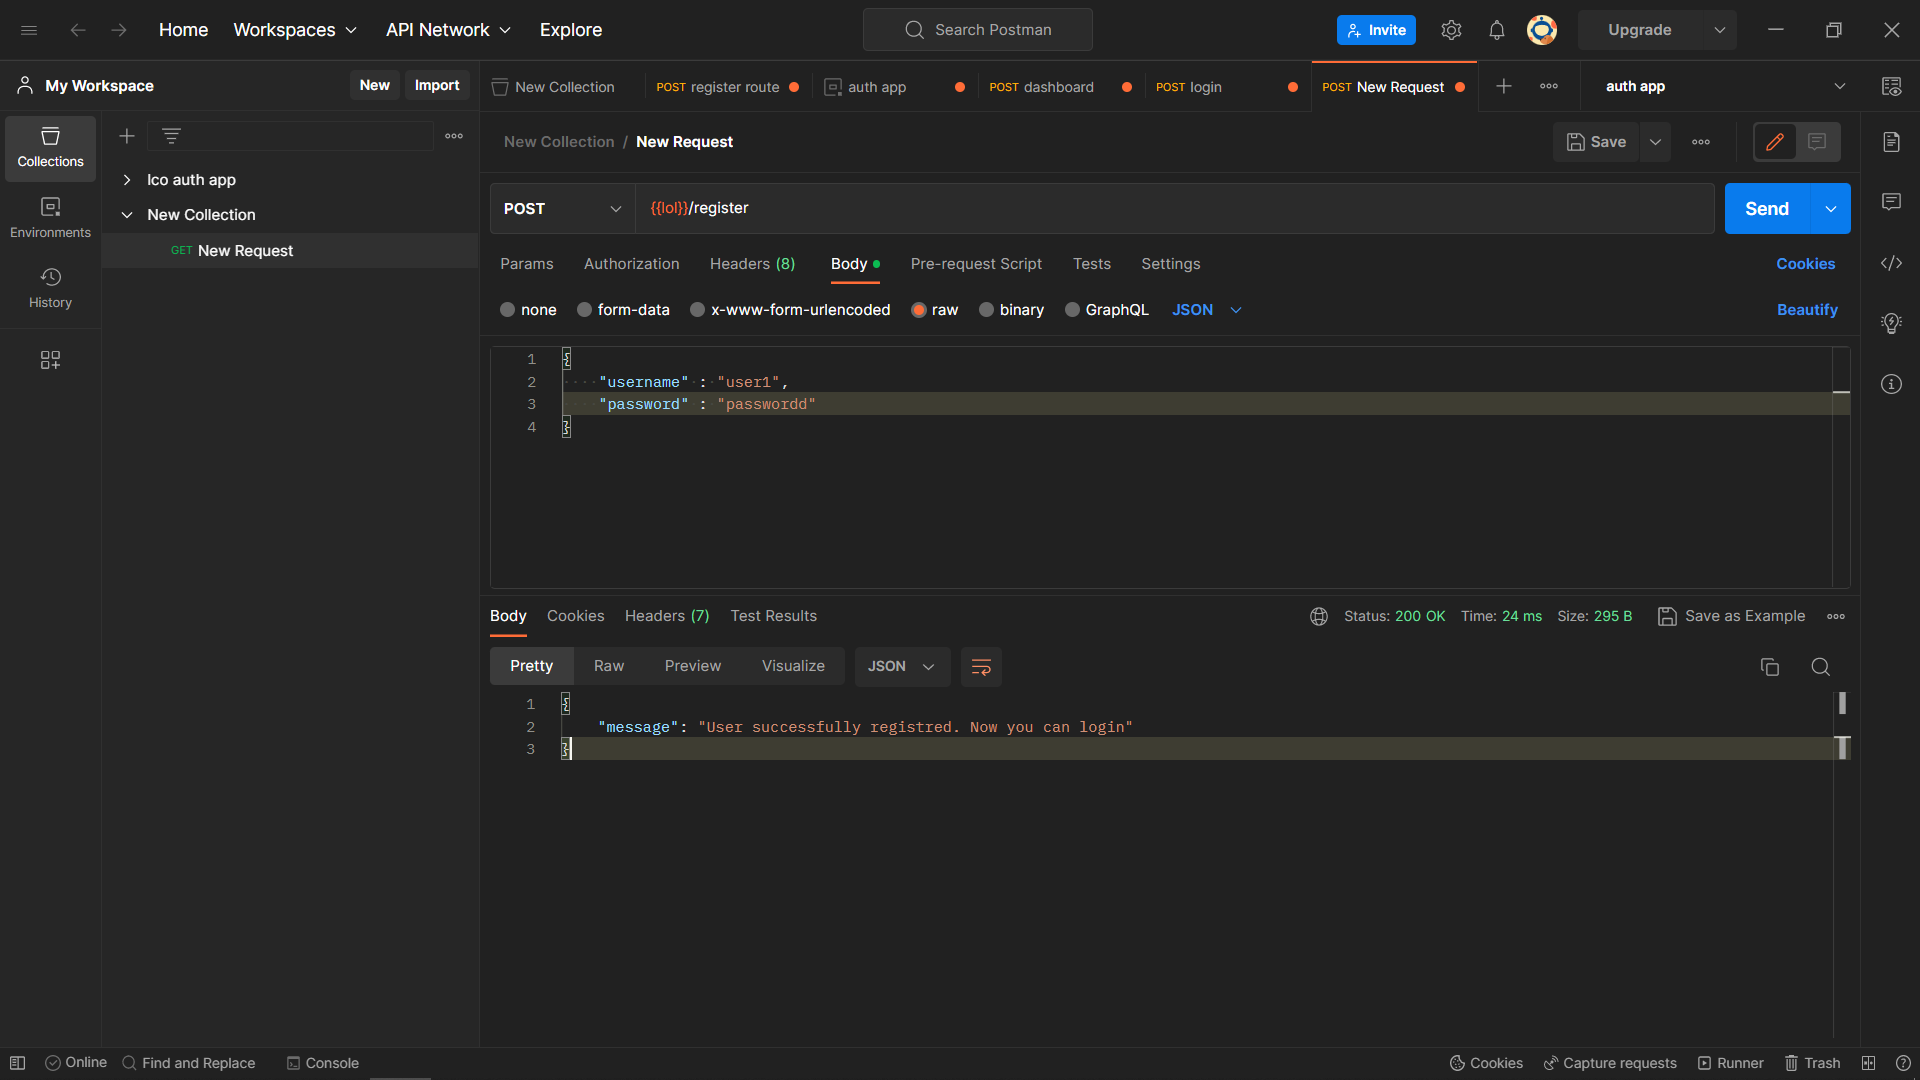 Home Workspaces API Network Explore Search Postman Invite Upgrade
My Workspace New Import New Collection POST register route auth app POST dashboard POST login POST New Request auth app
Collections
Environments
History
lco auth app
New Collection
GET New Request
New Collection / New Request Save
POST {{lol}}/register Send
Params Authorization Headers (8) Body Pre-request Script Tests Settings Cookies
none form-data x-www-form-urlencoded raw binary GraphQL JSON Beautify
1 {
2 "username" : "user1",
3 "password" : "passwordd"
4 }
Body Cookies Headers (7) Test Results Status: 200 OK Time: 24 ms Size: 295 B Save as Example
Pretty Raw Preview Visualize JSON
1 {
2 "message": "User successfully registred. Now you can login"
3 }
Online Find and Replace Console Cookies Capture requests Runner Trash